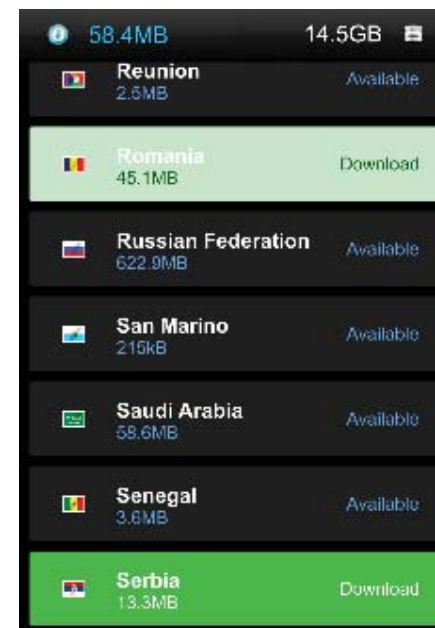 58.4MB 14.5GB
Reunion Available
2.5MB
Romania Download
45.1MB
Russian Federation Available
622.9MB
San Marino Available
215kB
Saudi Arabia Available
58.6MB
Senegal Available
3.6MB
Serbia Download
13.3MB